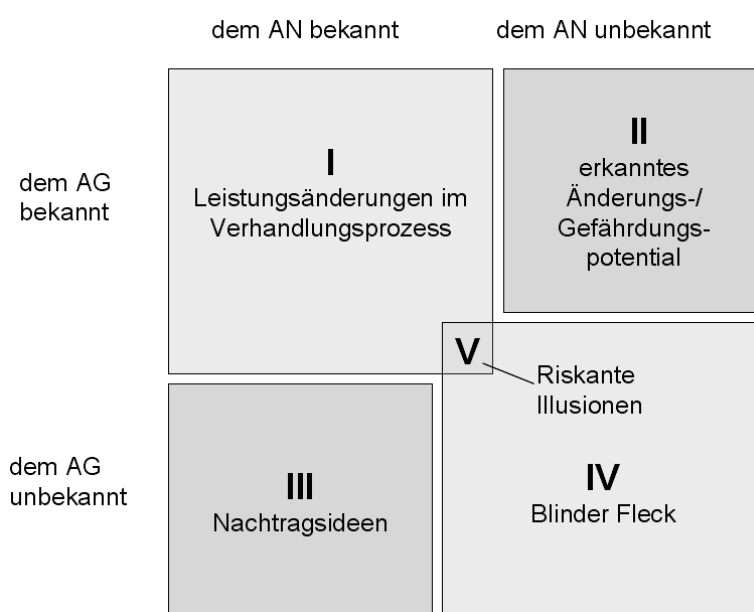 dem AN bekannt
dem AN unbekannt
dem AG
bekannt
I
Leistungsänderungen im
Verhandlungsprozess
II
erkanntes
Änderungs-/
Gefährdungs-
potential
V
Riskante
Illusionen
dem AG
unbekannt
III
Nachtragsideen
IV
Blinder Fleck